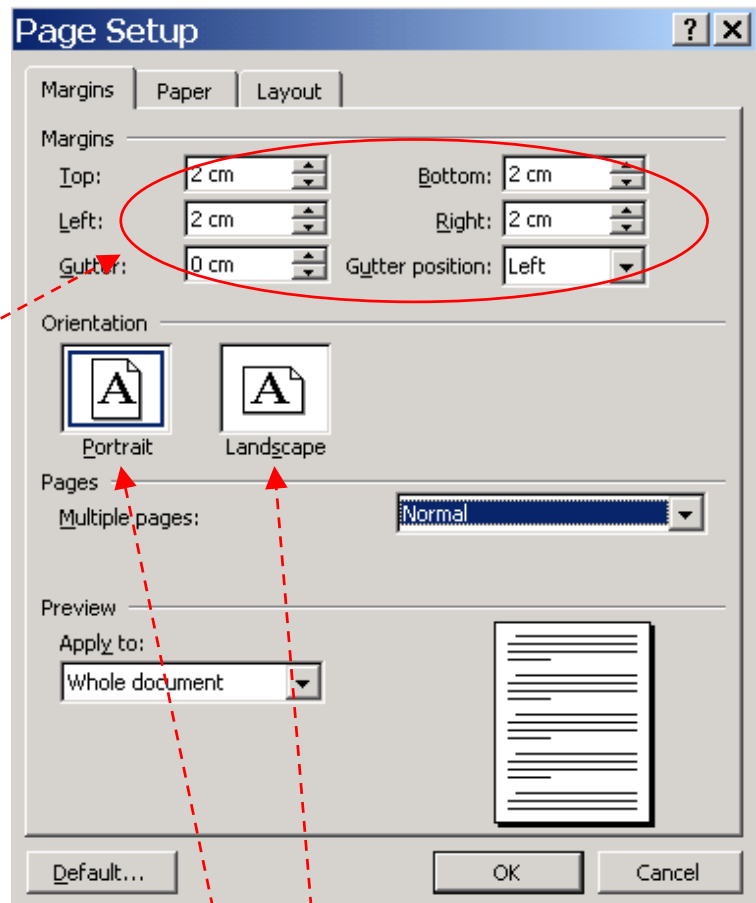 Page Setup
Margins Paper Layout
Margins
Top: 2 cm Bottom: 2 cm
Left: 2 cm Right: 2 cm
Gutter: 0 cm Gutter position: Left
Orientation
A A
Portrait Landscape
Pages
Multiple pages: Normal
Preview
Apply to:
Whole document
Default... OK Cancel